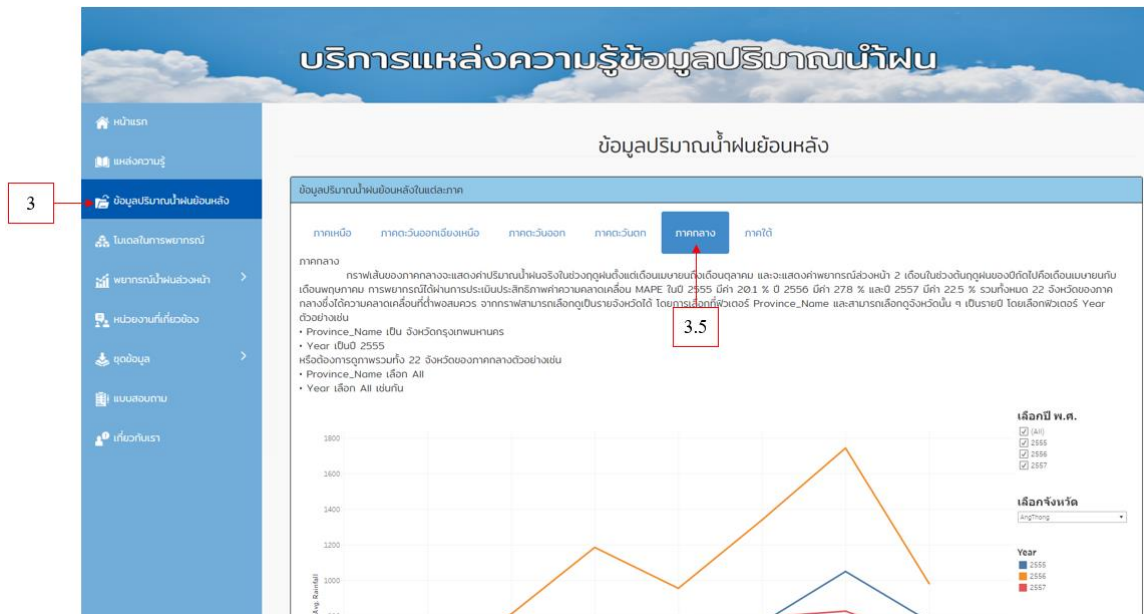 บริการแหล่งความรู้ข้อมูลปริมาณน้ำฝน
หน้าแรก
แหล่งความรู้
3
ข้อมูลปริมาณน้ำฝนย้อนหลัง
โมเดลในการพยากรณ์
พยากรณ์น้ำฝนล่วงหน้า
หน่วยงานที่เกี่ยวข้อง
ชุดข้อมูล
แบบสอบถาม
เกี่ยวกับเรา
ข้อมูลปริมาณน้ำฝนย้อนหลัง
ข้อมูลปริมาณน้ำฝนย้อนหลังในแต่ละภาค
ภาคเหนือ ภาคตะวันออกเฉียงเหนือ ภาคตะวันออก ภาคตะวันตก ภาคกลาง ภาคใต้
ภาคกลาง
กราฟเส้นของภาคกลางจะแสดงค่าปริมาณน้ำฝนจริงในช่วงฤดูฝนตั้งแต่เดือนเมษายนถึงเดือนตุลาคม และจะแสดงค่าพยากรณ์ล่วงหน้า 2 เดือนในช่วงต้นฤดูฝนของปีถัดไปคือเดือนเมษายนกับ
เดือนพฤษภาคม การพยากรณ์ได้ผ่านการประเมินประสิทธิภาพค่าความคลาดเคลื่อน MAPE ในปี 2555 มีค่า 20.1 % ปี 2556 มีค่า 27.8 % และปี 2557 มีค่า 22.5 % รวมทั้งหมด 22 จังหวัดของภาค
กลางซึ่งได้ความคลาดเคลื่อนที่ต่ำพอสมควร จากกราฟสามารถเลือกดูเป็นรายจังหวัดได้ โดยการเลือกที่ฟิวเตอร์ Province_Name และสามารถเลือกดูจังหวัดนั้น ๆ เป็นรายปี โดยเลือกฟิวเตอร์ Year
ตัวอย่างเช่น
• Province_Name เป็น จังหวัดกรุงเทพมหานคร
• Year เป็นปี 2555
หรือต้องการดูภาพรวมทั้ง 22 จังหวัดของภาคกลางตัวอย่างเช่น
• Province_Name เลือก All
• Year เลือก All เช่นกัน
3.5
เลือกปี พ.ศ.
(All)
2555
2556
2557
เลือกจังหวัด
AngThong
Year
2555
2556
2557
1800
1600
1400
1200
1000
Avg. Rainfall